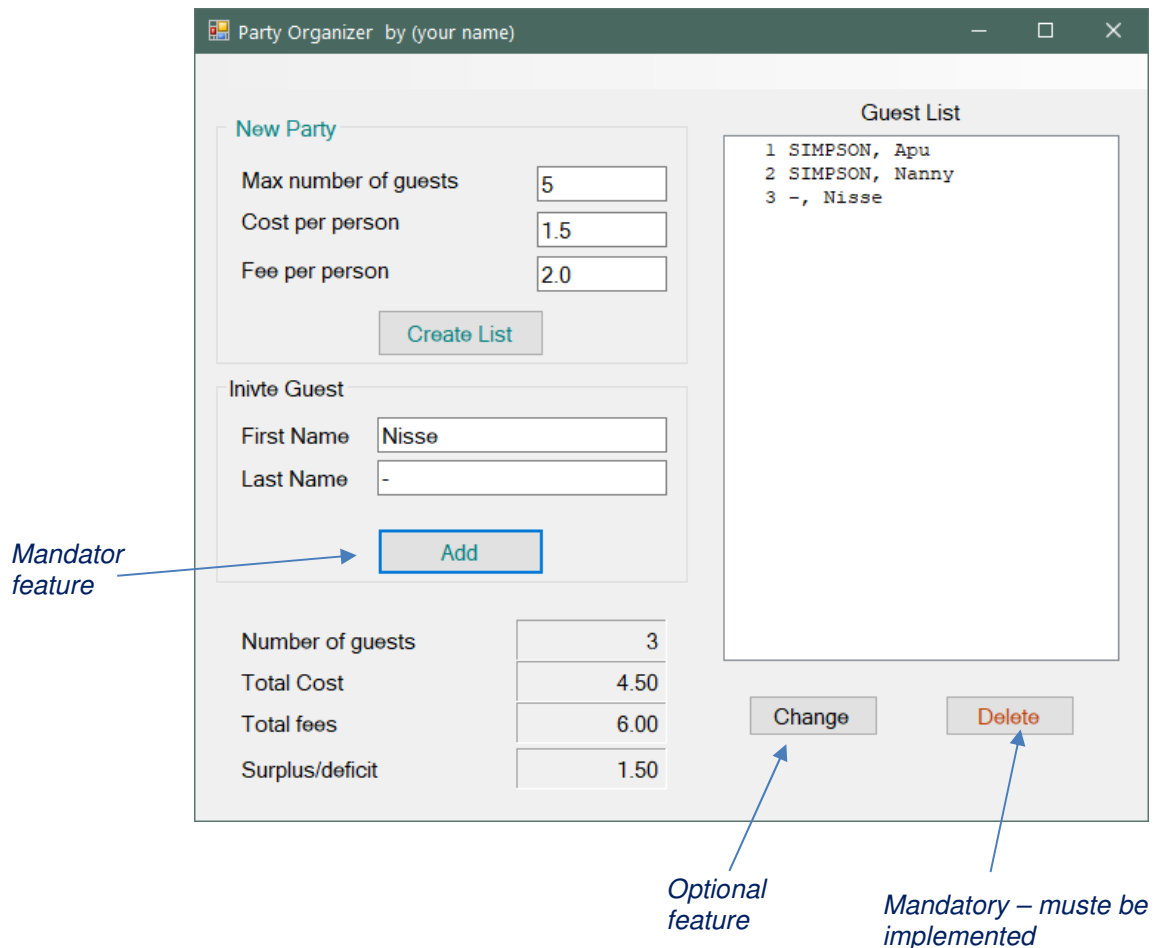 Party Organizer by (your name)
New Party
Max number of guests 5
Cost per person 1.5
Fee per person 2.0
Create List
Inivte Guest
First Name Nisse
Last Name -
Add
Number of guests 3
Total Cost 4.50
Total fees 6.00
Surplus/deficit 1.50
Guest List
1 SIMPSON, Apu
2 SIMPSON, Nanny
3 -, Nisse
Change
Delete
Mandator
feature
Optional
feature
Mandatory – muste be
implemented